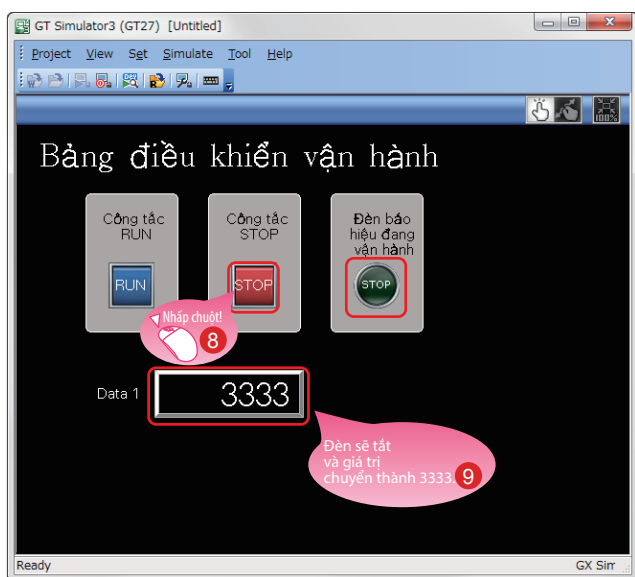 GT Simulator3 (GT27) [Untitled]
Project View Set Simulate Tool Help
100%
Bảng điều khiển vận hành
Công tắc
RUN
RUN
Công tắc
STOP
STOP
Đèn báo
hiệu đang
vận hành
STOP
Nhấp chuột!
8
Data 1
3333
Đèn sẽ tắt
và giá trị
chuyển thành 3333.
9
Ready
GX Sim